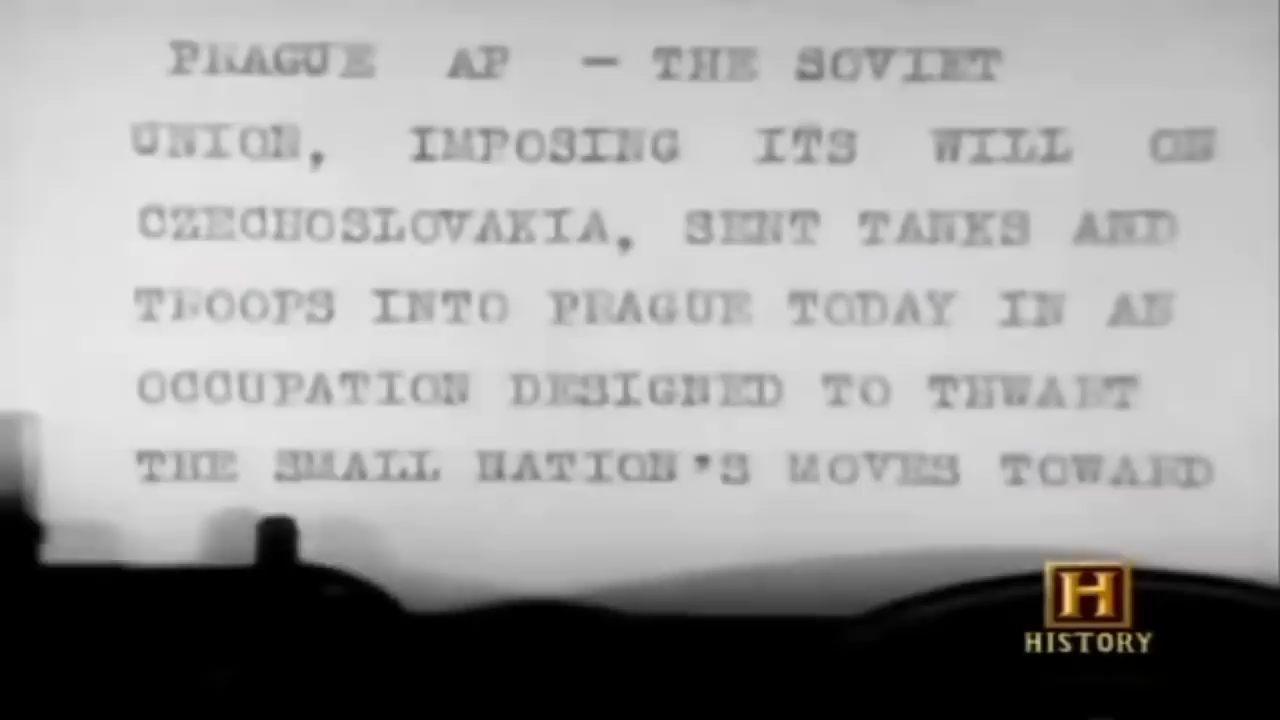 PRAGUE AP - THE SOVIET
UNION, IMPOSING ITS WILL ON
CZECHOSLOVAKIA, SENT TANKS AND
TROOPS INTO PRAGUE TODAY IN AN
OCCUPATION DESIGNED TO THWART
THE SMALL NATION'S MOVES TOWARD
H
HISTORY